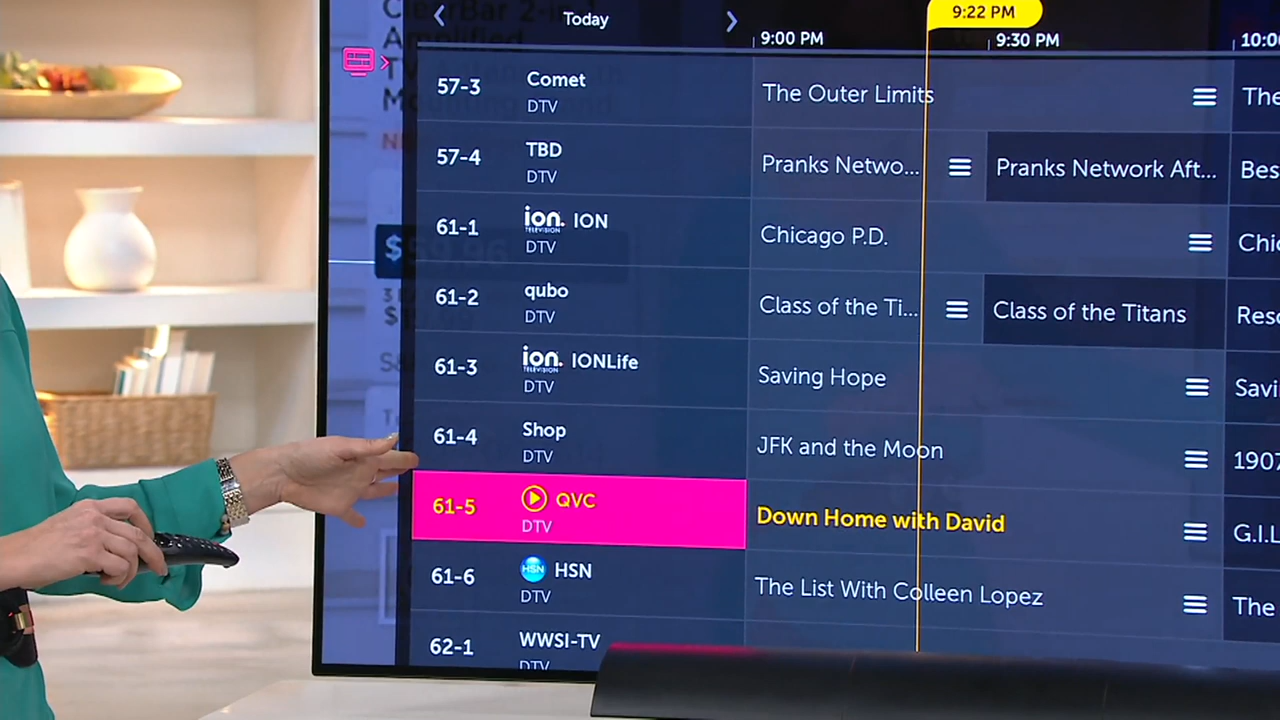 Today
9:22 PM
9:00 PM
9:30 PM
10:0
57-3
Comet
DTV
The Outer Limits
The
57-4
TBD
DTV
Pranks Netwo...
Pranks Network Aft...
Bes
61-1
ion. TELEVISION ION
DTV
Chicago P.D.
Chic
61-2
qubo
DTV
Class of the Ti...
Class of the Titans
Reso
61-3
ion. TELEVISION IONLife
DTV
Saving Hope
Savi
61-4
Shop
DTV
JFK and the Moon
1907
61-5
QVC
DTV
Down Home with David
G.I.L
61-6
HSN HSN
DTV
The List With Colleen Lopez
The
62-1
WWSI-TV
DTV